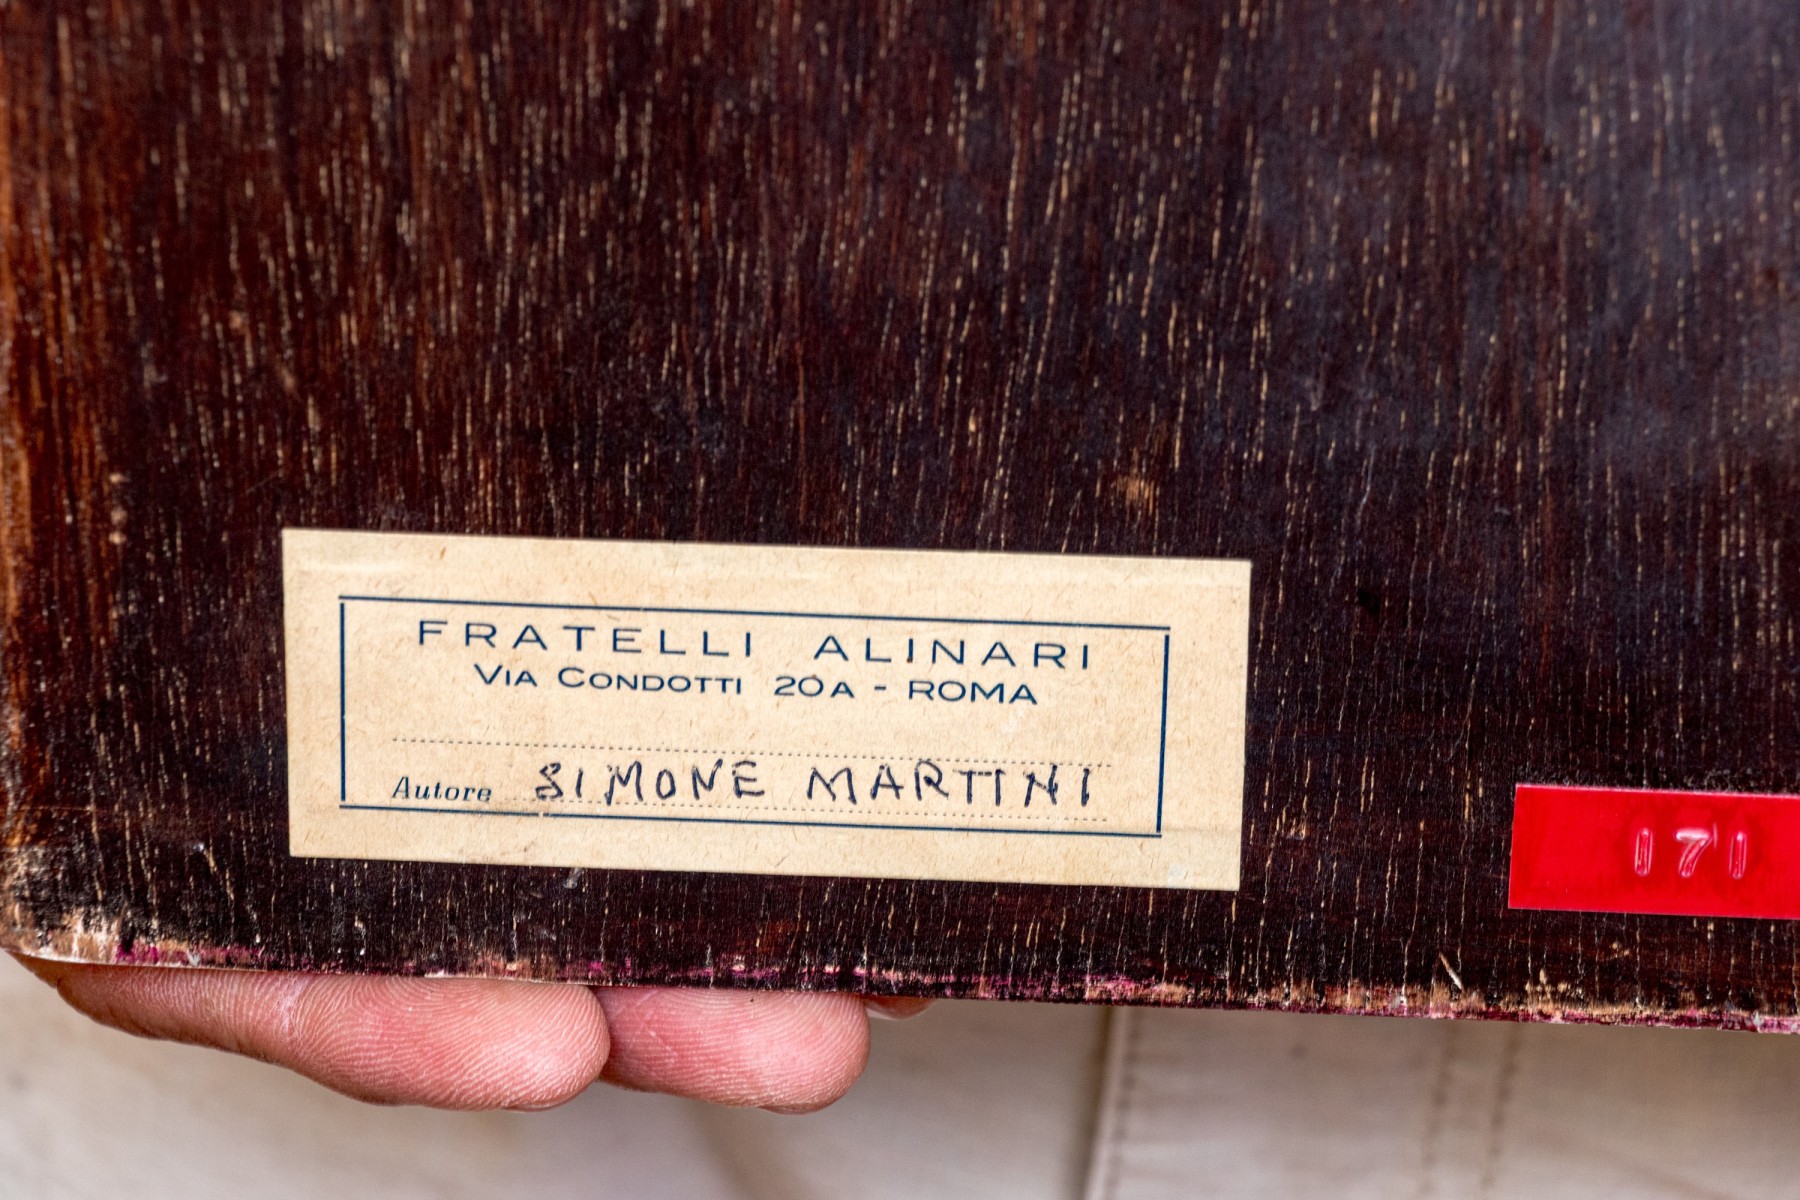 FRATELLI ALINARI
VIA CONDOTTI 20A - ROMA
Autore SIMONE MARTINI
171